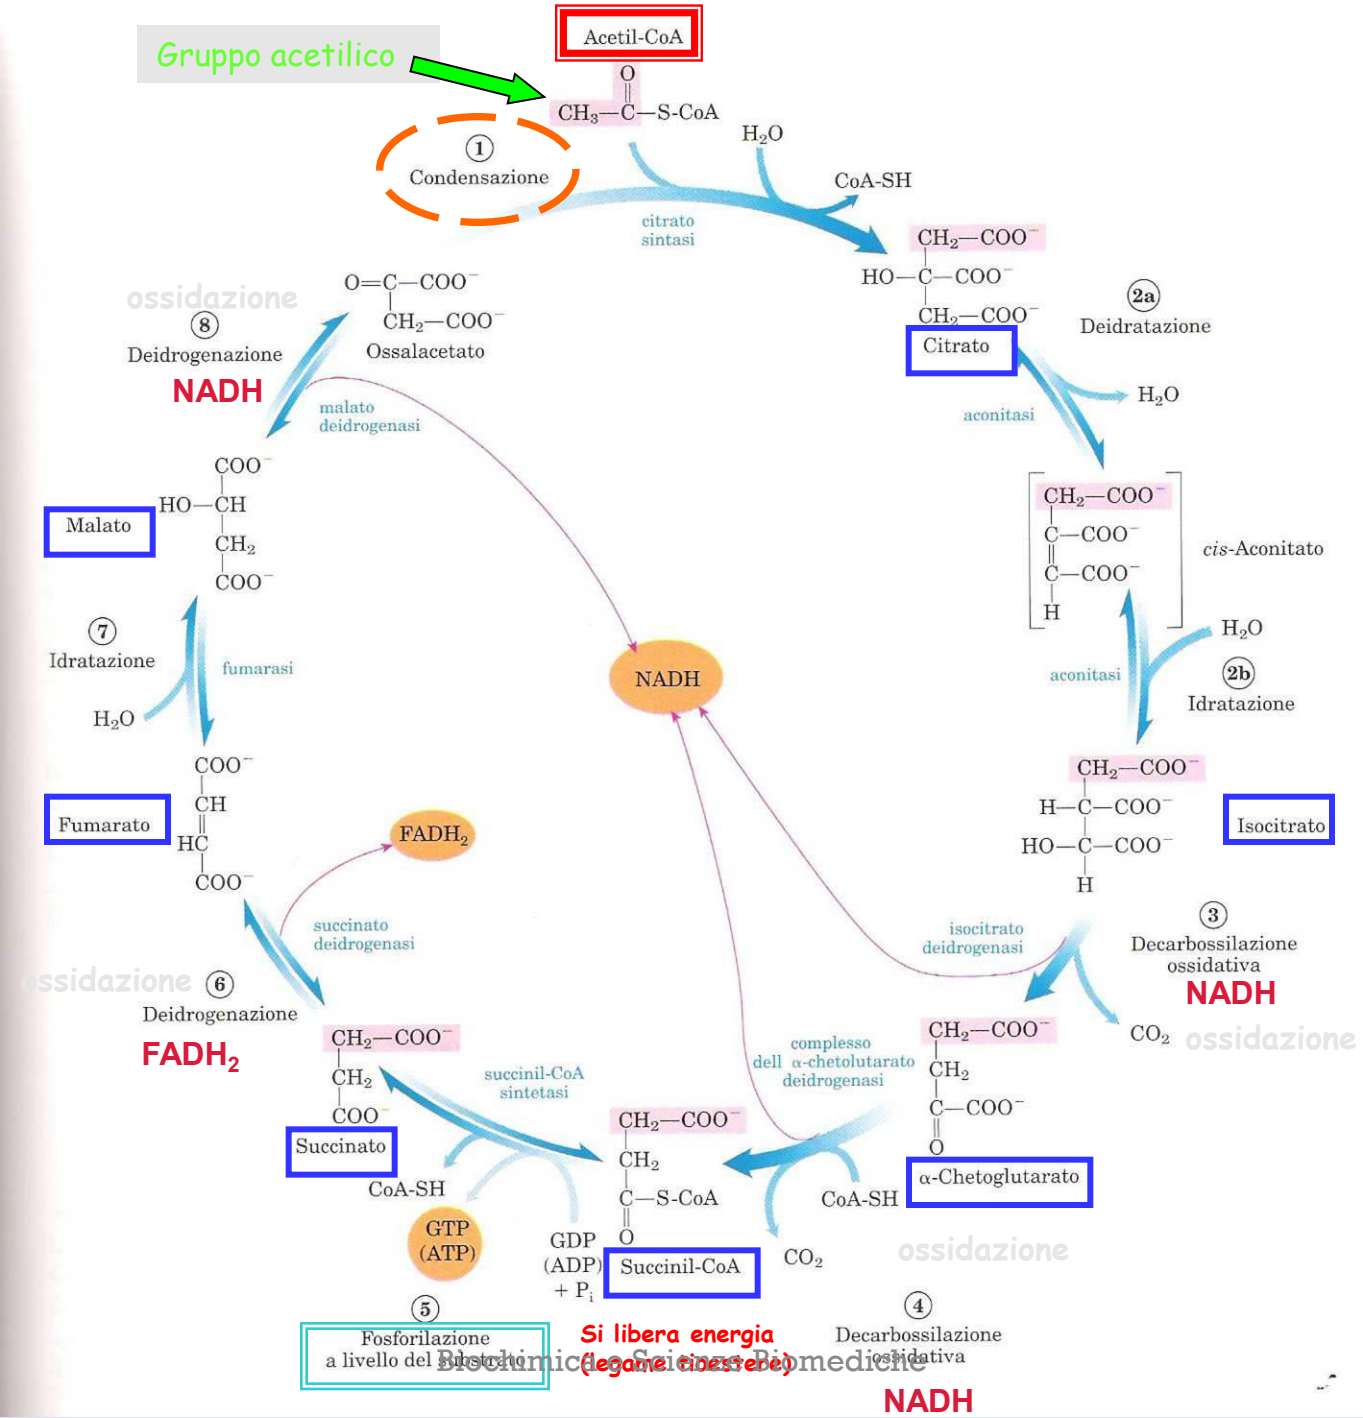 Gruppo acetilico
Acetil-CoA
O
CH₃—C—S-CoA
H₂O
CoA-SH
1
Condensazione
citrato
sintasi
CH₂—COO⁻
HO—C—COO⁻
CH₂—COO⁻
Citrato
2a
Deidratazione
H₂O
aconitasi
CH₂—COO⁻
C—COO⁻
C—COO⁻
H
cis-Aconitato
H₂O
aconitasi
2b
Idratazione
CH₂—COO⁻
H—C—COO⁻
HO—C—COO⁻
H
Isocitrato
3
Decarbossilazione
ossidativa
NADH
ossidazione
isocitrato
deidrogenasi
CO₂
CH₂—COO⁻
CH₂
C—COO⁻
O
α-Chetoglutarato
complesso
dell α-chetolutarato
deidrogenasi
CoA-SH
CO₂
ossidazione
4
Decarbossilazione
ossidativa
NADH
CH₂—COO⁻
CH₂
C—S-CoA
O
Succinil-CoA
Si libera energia
(legame tioestere)
succinil-CoA
sintetasi
GDP
(ADP)
+ Pᵢ
CoA-SH
GTP
(ATP)
5
Fosforilazione
a livello del substrato
Biochimica e Scienze Biomediche
CH₂—COO⁻
CH₂
COO⁻
Succinato
ossidazione
6
Deidrogenazione
FADH₂
succinato
deidrogenasi
FADH₂
COO⁻
CH
HC
COO⁻
Fumarato
7
Idratazione
H₂O
fumarasi
COO⁻
HO—CH
CH₂
COO⁻
Malato
ossidazione
8
Deidrogenazione
NADH
malato
deidrogenasi
O=C—COO⁻
CH₂—COO⁻
Ossalacetato
NADH